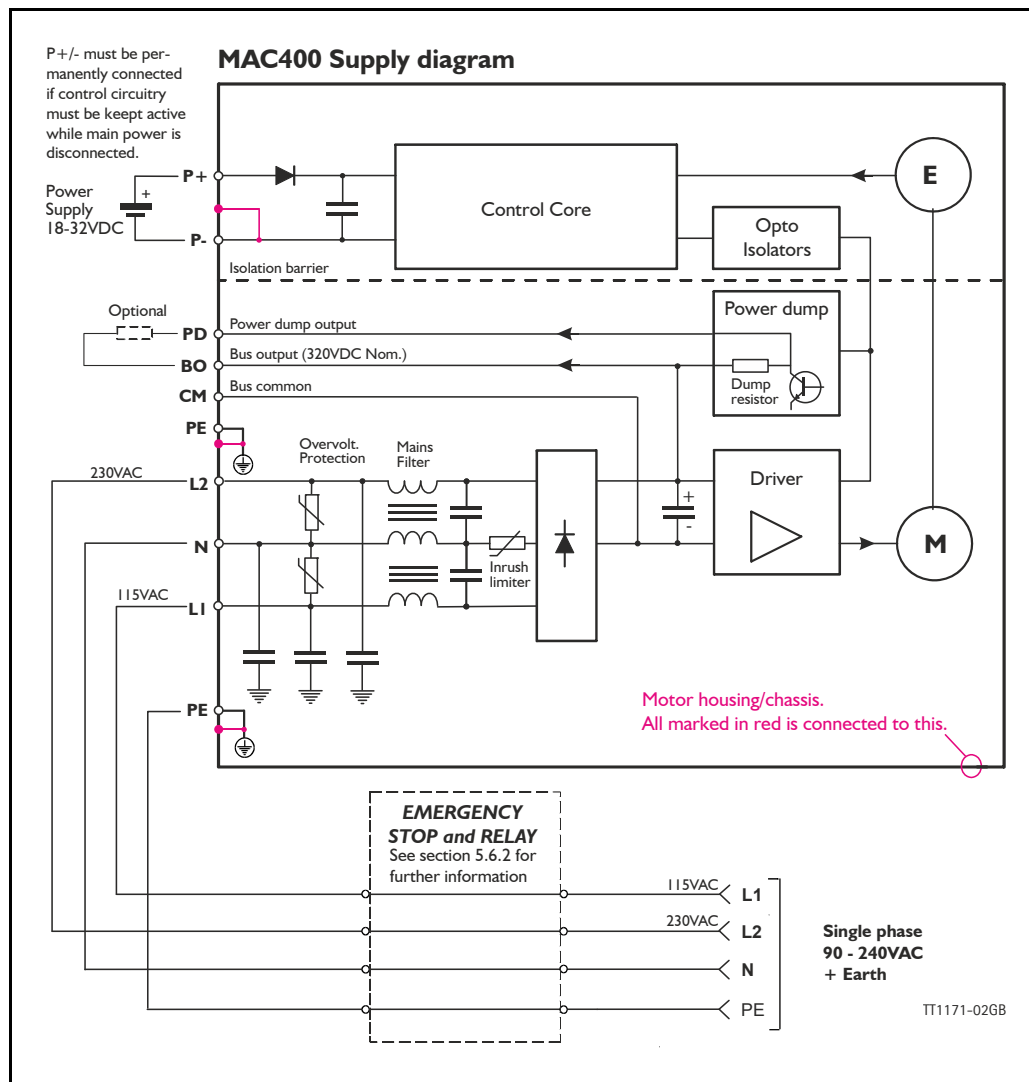 P+/- must be per-
manently connected
if control circuitry
must be keept active
while main power is
disconnected.
MAC400 Supply diagram
P+
Power
Supply
18-32VDC
+
P-
Control Core
E
Opto
Isolators
Isolation barrier
Optional
PD
Power dump output
Power dump
BO
Bus output (320VDC Nom.)
Dump
resistor
CM
Bus common
PE
Overvolt.
Protection
Mains
Filter
230VAC
L2
+
-
Driver
N
Inrush
limiter
M
115VAC
L1
PE
Motor housing/chassis.
All marked in red is connected to this.
EMERGENCY
STOP and RELAY
See section 5.6.2 for
further information
115VAC
L1
230VAC
L2
N
PE
Single phase
90 - 240VAC
+ Earth
TT1171-02GB